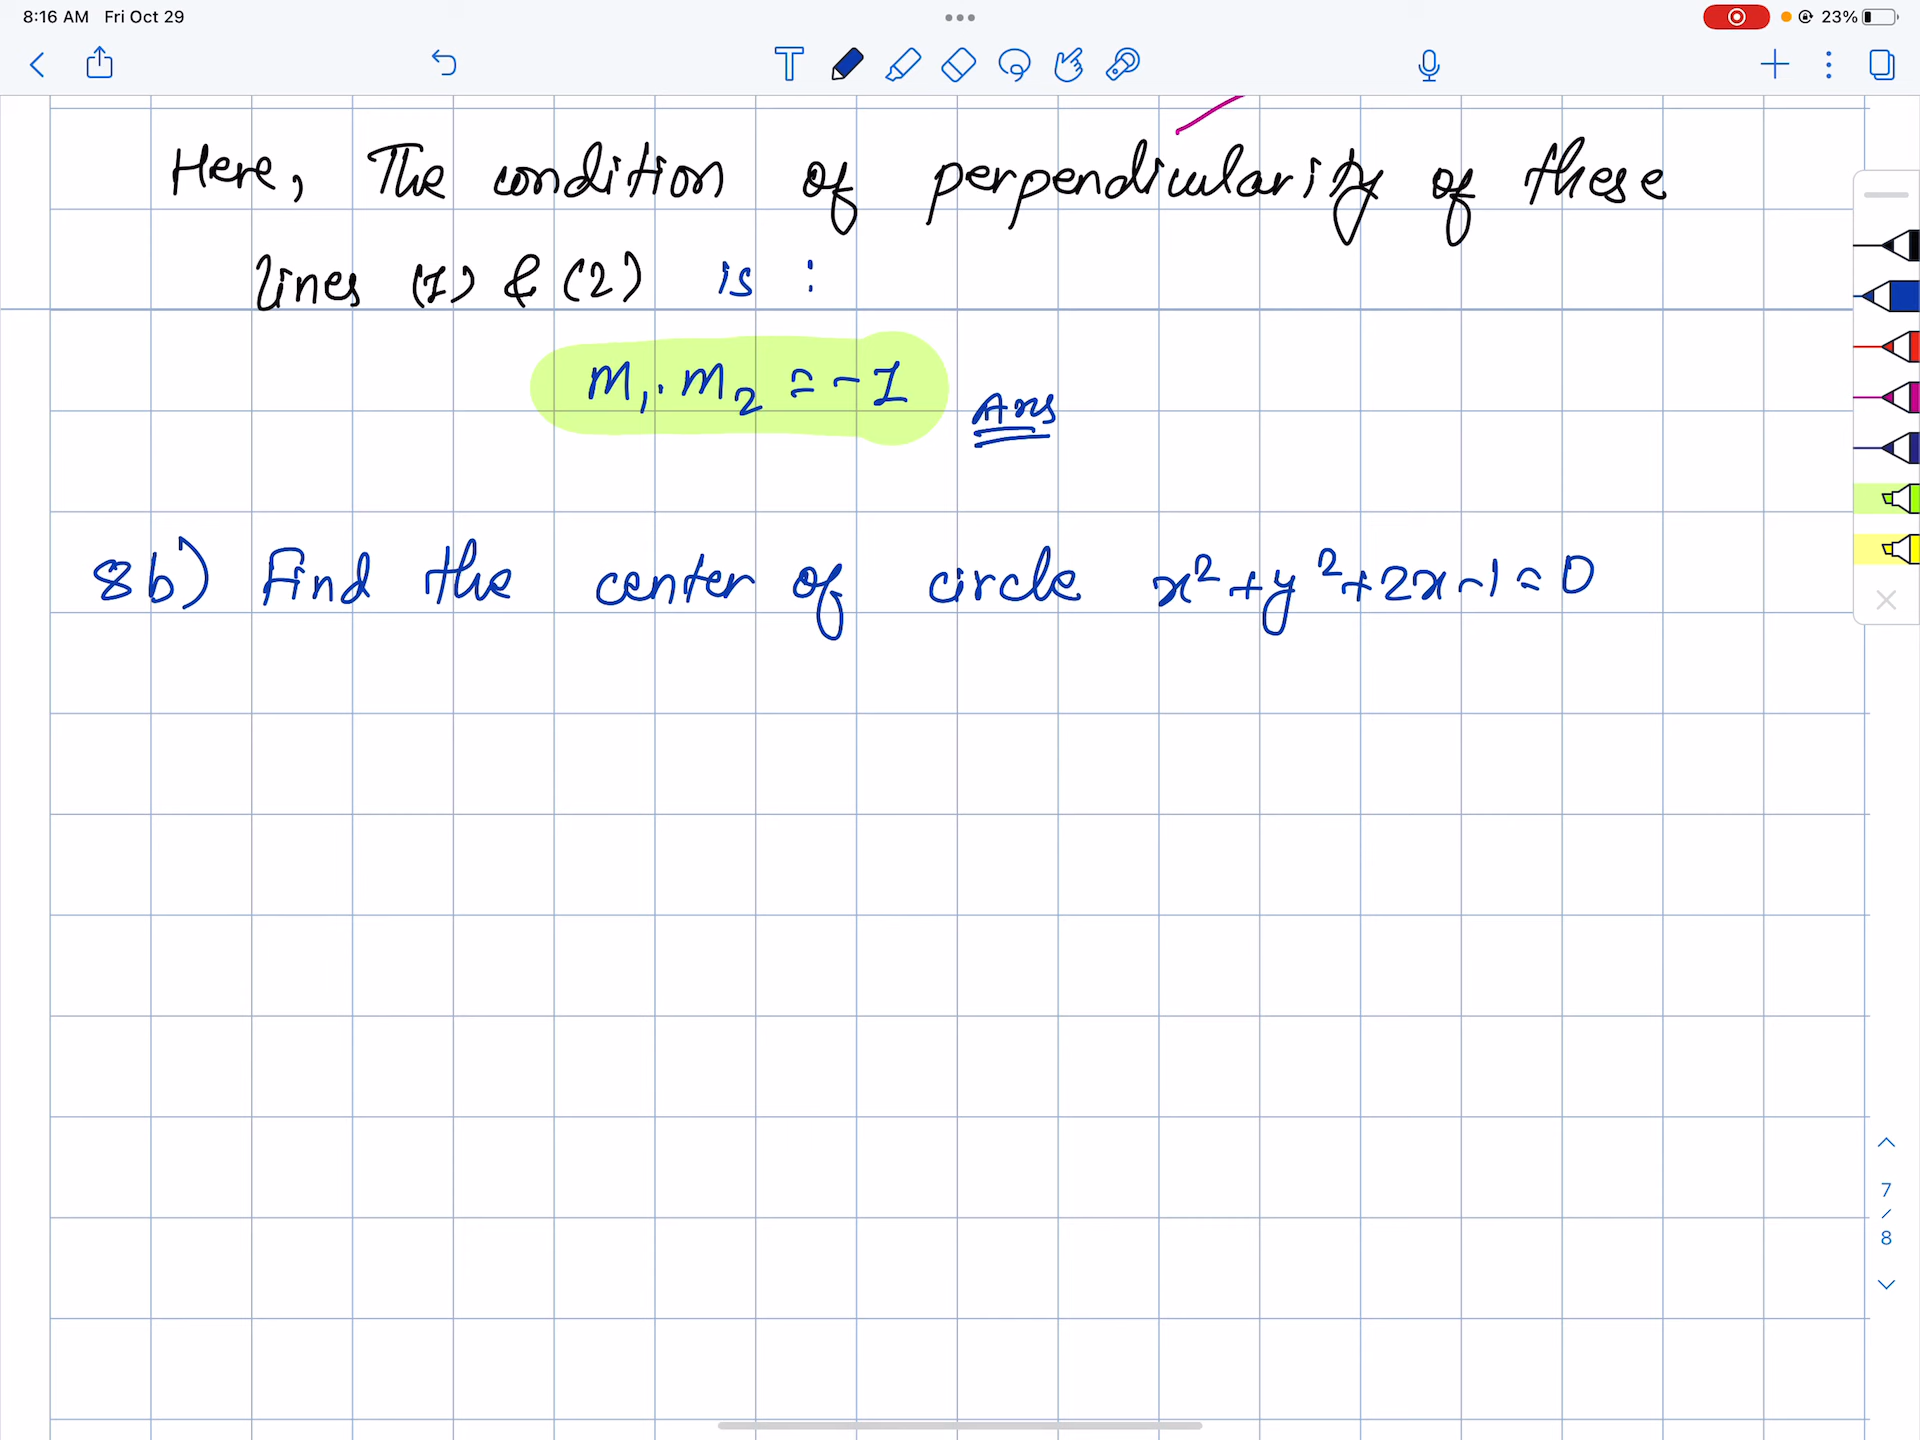 8:16 AM Fri Oct 29
23%
Here, The condition of perpendicularity of these
lines (1) & (2) is :
m₁. m₂ = -1
Ans
8b) Find the center of circle x²+y²+2x-1=0
7
/
8